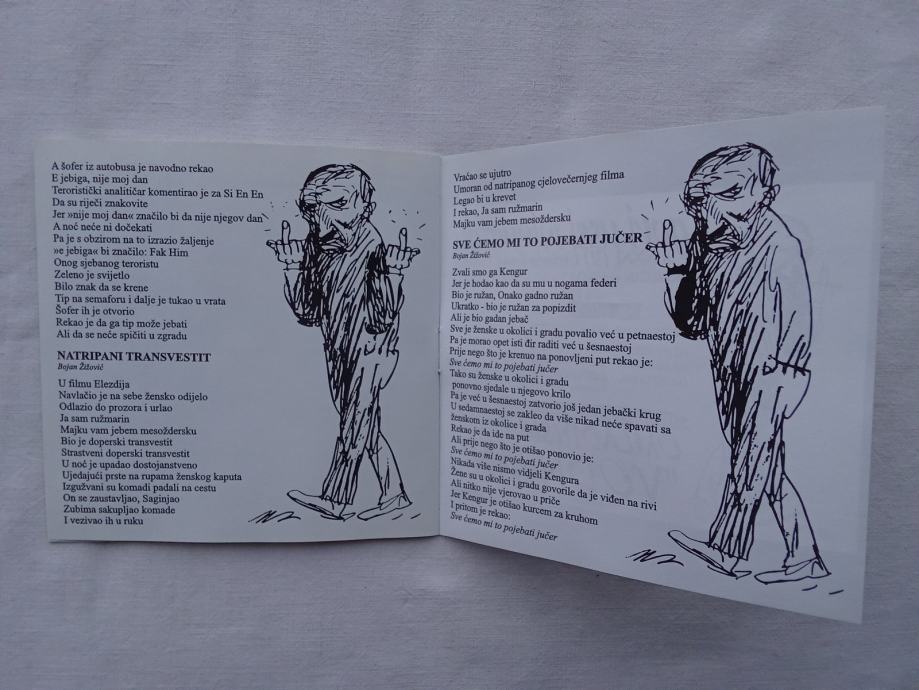 A šofer iz autobusa je navodno rekao
E jebiga, nije moj dan
Teroristički analitičar komentirao je za Si En En
Da su riječi znakovite
Jer »nije moj dan« značilo bi da nije njegov dan
A noć neće ni dočekati
Pa je s obzirom na to izrazio žaljenje
»e jebiga« bi značilo: Fak Him
Onog sjebanog teroristu
Zeleno je svijetlo
Bilo znak da se krene
Tip na semaforu i dalje je tukao u vrata
Šofer ih je otvorio
Rekao je da ga tip može jebati
Ali da se neće spičiti u zgradu
NATRIPANI TRANSVESTIT
Bojan Žižović
U filmu Elezdija
Navlačio je na sebe žensko odijelo
Odlazio do prozora i urlao
Ja sam ružmarin
Majku vam jebem mesoždersku
Bio je doperski transvestit
Strastveni doperski transvestit
U noć je upadao dostojanstveno
Ujedajući prste na rupama ženskog kaputa
Izgužvani su komadi padali na cestu
On se zaustavljao, Saginjao
Zubima sakupljao komade
I vezivao ih u ruku
Vraćao se ujutro
Umoran od natripanog cjelovečernjeg filma
Legao bi u krevet
I rekao, Ja sam ružmarin
Majku vam jebem mesoždersku
SVE ĆEMO MI TO POJEBATI JUČER
Bojan Žižović
Zvali smo ga Kengur
Jer je hodao kao da su mu u nogama federi
Bio je ružan, Onako gadno ružan
Ukratko - bio je ružan za popizdit
Ali je bio gadan jebač
Sve je ženske u okolici i gradu povalio već u petnaestoj
Pa je morao opet isti đir raditi već u šesnaestoj
Prije nego što je krenuo na ponovljeni put rekao je:
Sve ćemo mi to pojebati jučer
Tako su ženske u okolici i gradu
ponovno sjedale u njegovo krilo
Pa je već u šesnaestoj zatvorio još jedan jebački krug
U sedamnaestoj se zakleo da više nikad neće spavati sa
ženskom iz okolice i grada
Rekao je da ide na put
Ali prije nego što je otišao ponovio je:
Sve ćemo mi to pojebati jučer
Nikada više nismo vidjeli Kengura
Žene su u okolici i gradu govorile da je viđen na rivi
Ali nitko nije vjerovao u priče
Jer Kengur je otišao kurcem za kruhom
I pritom je rekao:
Sve ćemo mi to pojebati jučer